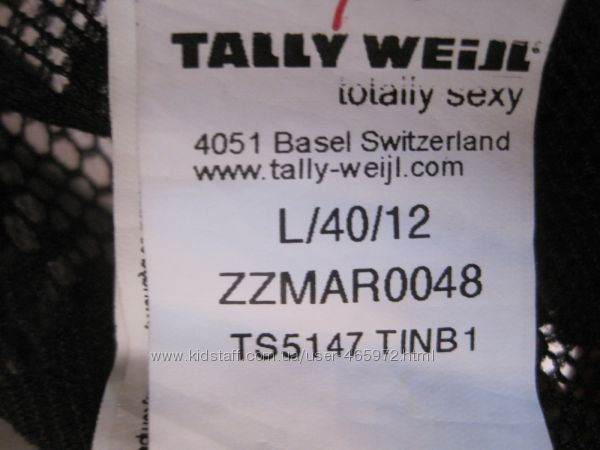 TALLY WEiJL
totally sexy
4051 Basel Switzerland
www.tally-weijl.com
L/40/12
ZZMAR0048
TS5147 TINB1
www.kidstaff.com.ua/user-465972.html